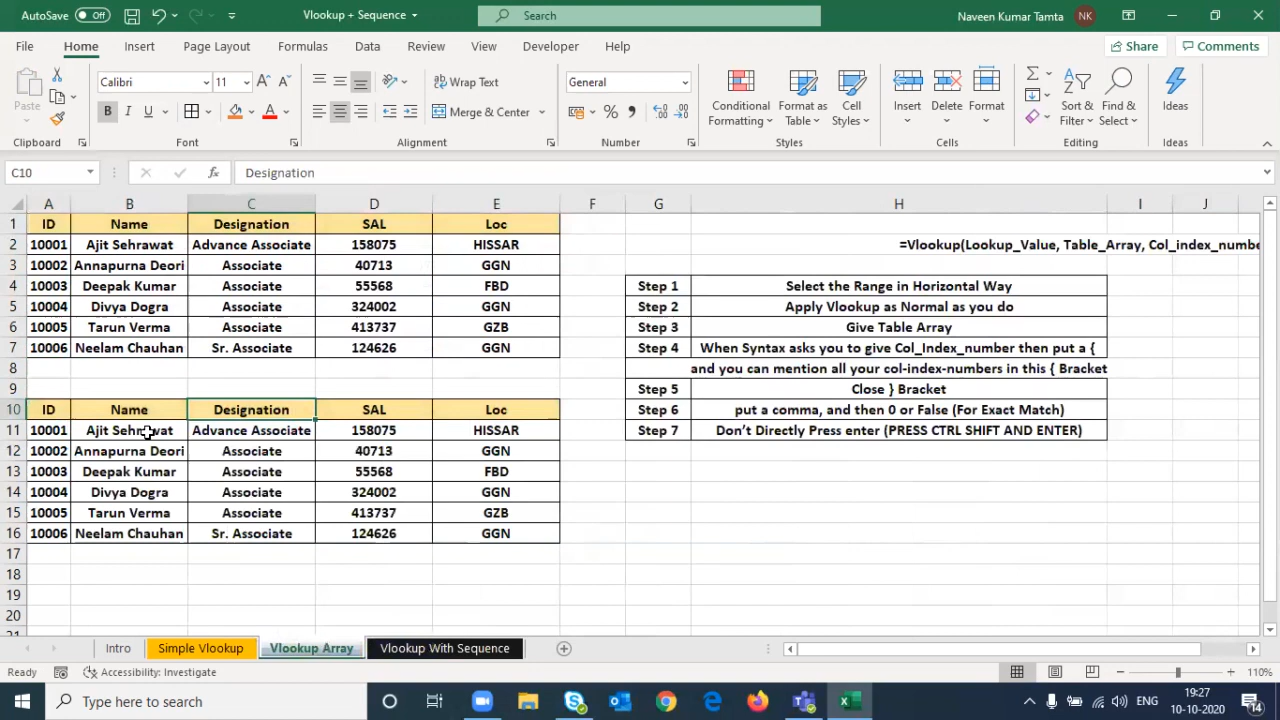 AutoSave Off Vlookup + Sequence Search Naveen Kumar Tamta NK
File Home Insert Page Layout Formulas Data Review View Developer Help Share Comments
Paste Calibri 11 B I U Wrap Text Merge & Center General Conditional Formatting Format as Table Cell Styles Insert Delete Format Sort & Filter Find & Select Ideas
Clipboard Font Alignment Number Styles Cells Editing Ideas
C10 fx Designation
A B C D E F G H I J
1 ID Name Designation SAL Loc
2 10001 Ajit Sehrawat Advance Associate 158075 HISSAR =Vlookup(Lookup_Value, Table_Array, Col_index_numbe
3 10002 Annapurna Deori Associate 40713 GGN
4 10003 Deepak Kumar Associate 55568 FBD Step 1 Select the Range in Horizontal Way
5 10004 Divya Dogra Associate 324002 GGN Step 2 Apply Vlookup as Normal as you do
6 10005 Tarun Verma Associate 413737 GZB Step 3 Give Table Array
7 10006 Neelam Chauhan Sr. Associate 124626 GGN Step 4 When Syntax asks you to give Col_Index_number then put a {
8 and you can mention all your col-index-numbers in this { Bracket
9 Step 5 Close } Bracket
10 ID Name Designation SAL Loc Step 6 put a comma, and then 0 or False (For Exact Match)
11 10001 Ajit Sehrawat Advance Associate 158075 HISSAR Step 7 Don't Directly Press enter (PRESS CTRL SHIFT AND ENTER)
12 10002 Annapurna Deori Associate 40713 GGN
13 10003 Deepak Kumar Associate 55568 FBD
14 10004 Divya Dogra Associate 324002 GGN
15 10005 Tarun Verma Associate 413737 GZB
16 10006 Neelam Chauhan Sr. Associate 124626 GGN
17
18
19
20
21
Intro Simple Vlookup Vlookup Array Vlookup With Sequence
Ready Accessibility: Investigate 110%
Type here to search ENG 19:27
10-10-2020 14